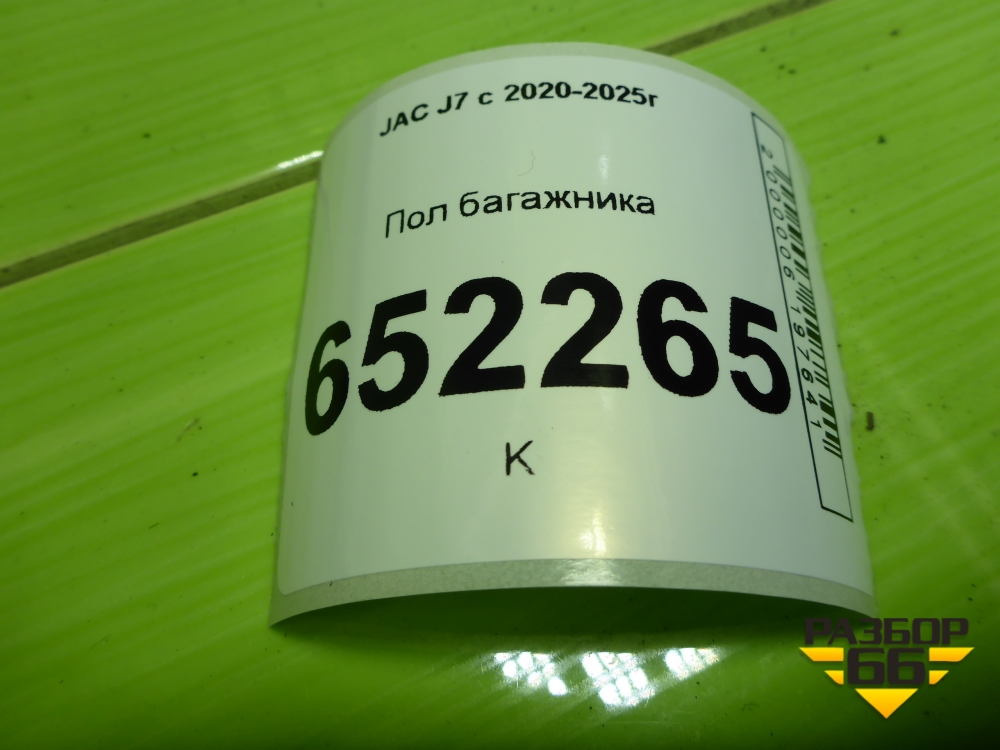 JAC J7 с 2020-2025г
Пол багажника
652265
К
2000006197641
РАЗБОР
66